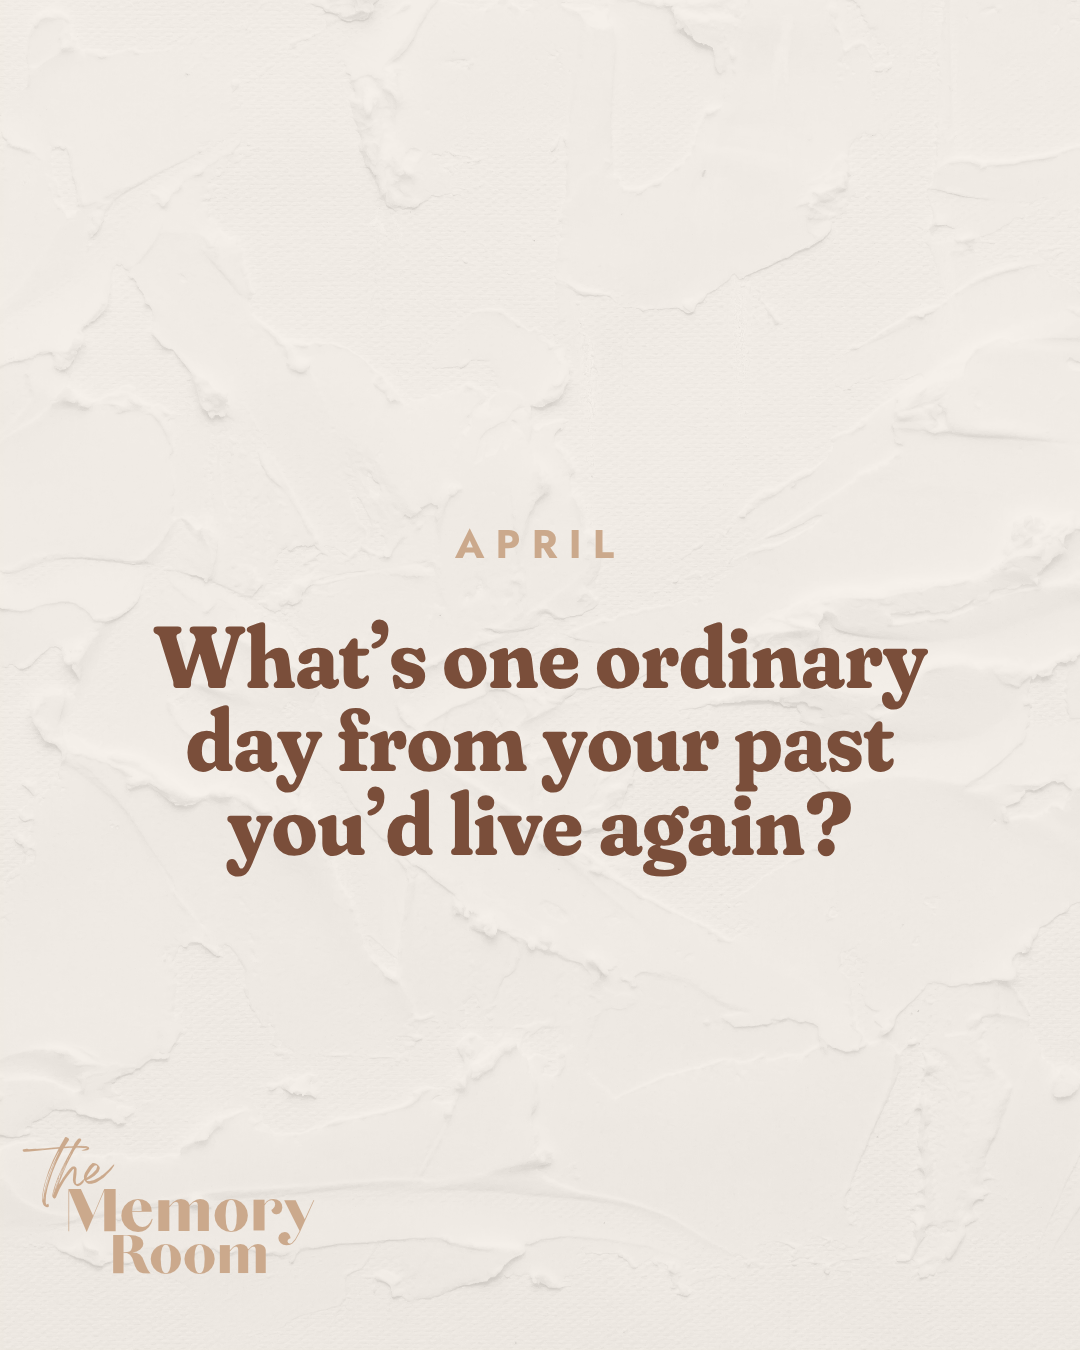 APRIL
What’s one ordinary
day from your past
you’d live again?
the
Memory
Room